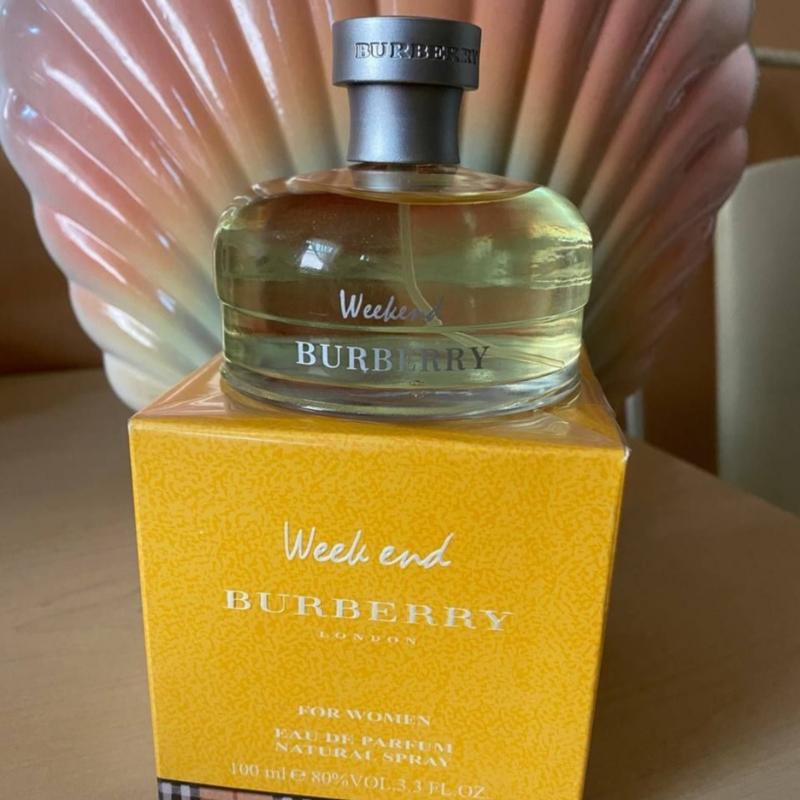 BURBERRY
Weekend
BURBERRY
Week end
BURBERRY
LONDON
FOR WOMEN
EAU DE PARFUM
NATURAL SPRAY
100 ml ℮ 80%VOL.3.3 FL.OZ.